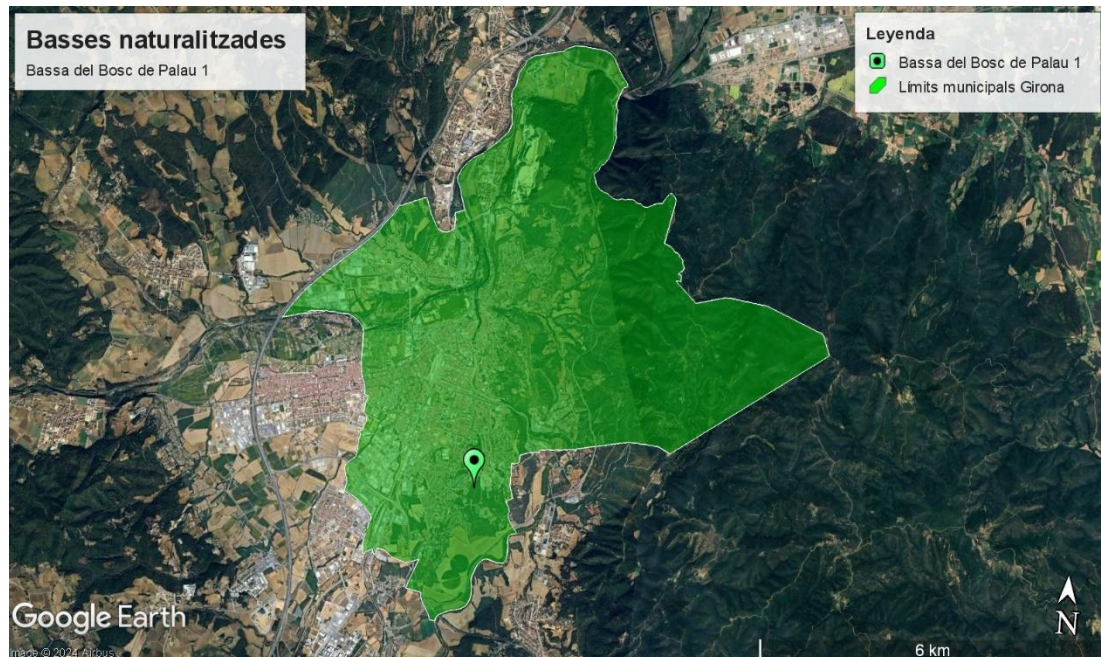 Basses naturalitzades
Bassa del Bosc de Palau 1
Leyenda
Bassa del Bosc de Palau 1
Límits municipals Girona
Google Earth
Image © 2024 Airbus
N
6 km